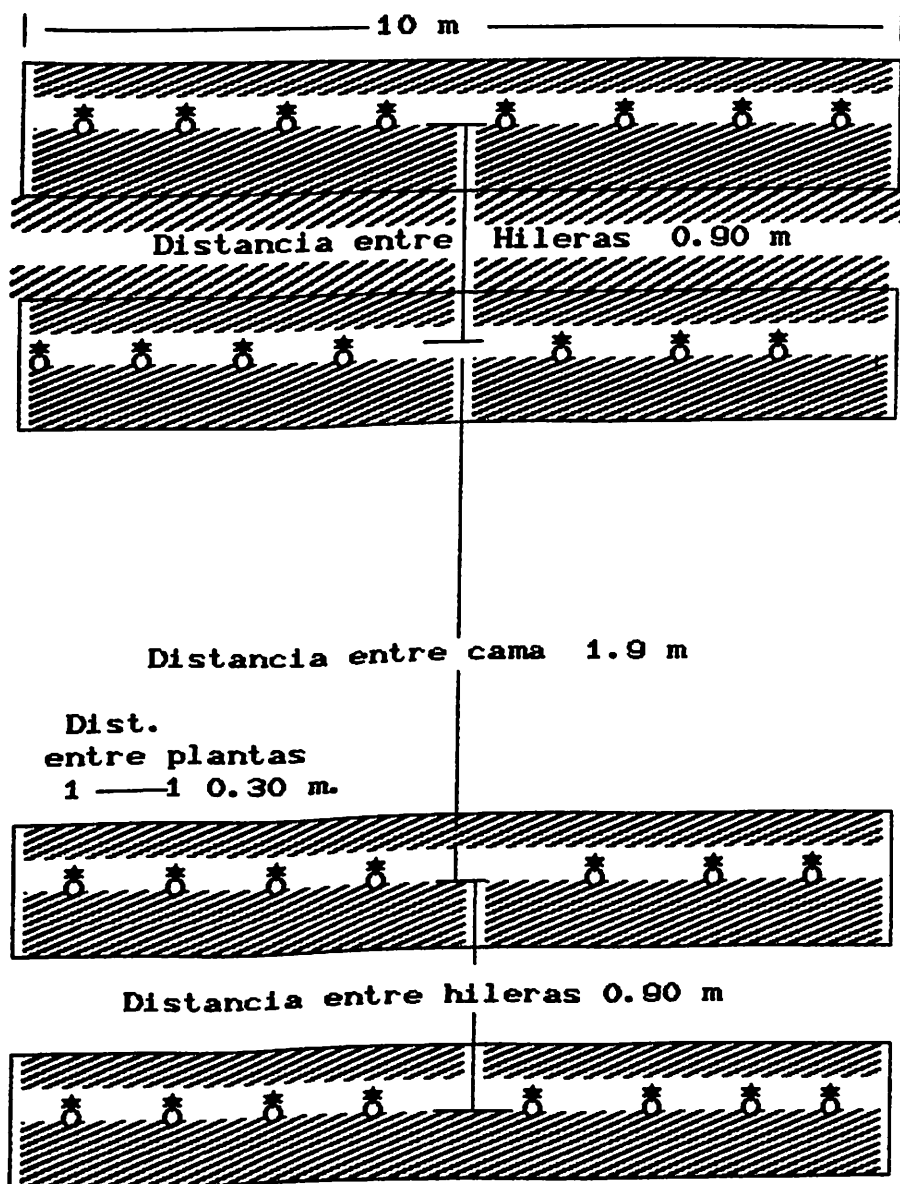 10 m
Distancia entre Hileras 0.90 m
Distancia entre cama 1.9 m
Dist.
entre plantas
1 —— 1 0.30 m.
Distancia entre hileras 0.90 m